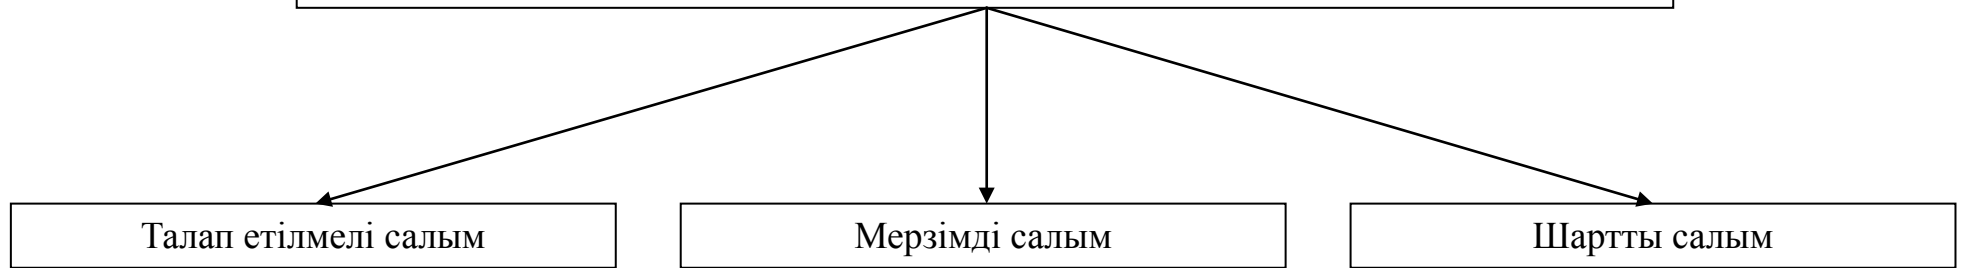 Талап етілмелі салым
Мерзімді салым
Шартты салым